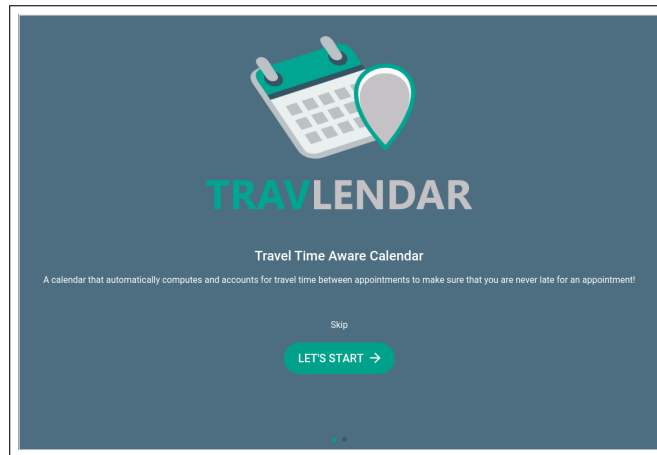 TRAVLENDAR
Travel Time Aware Calendar
A calendar that automatically computes and accounts for travel time between appointments to make sure that you are never late for an appointment!
Skip
LET'S START →